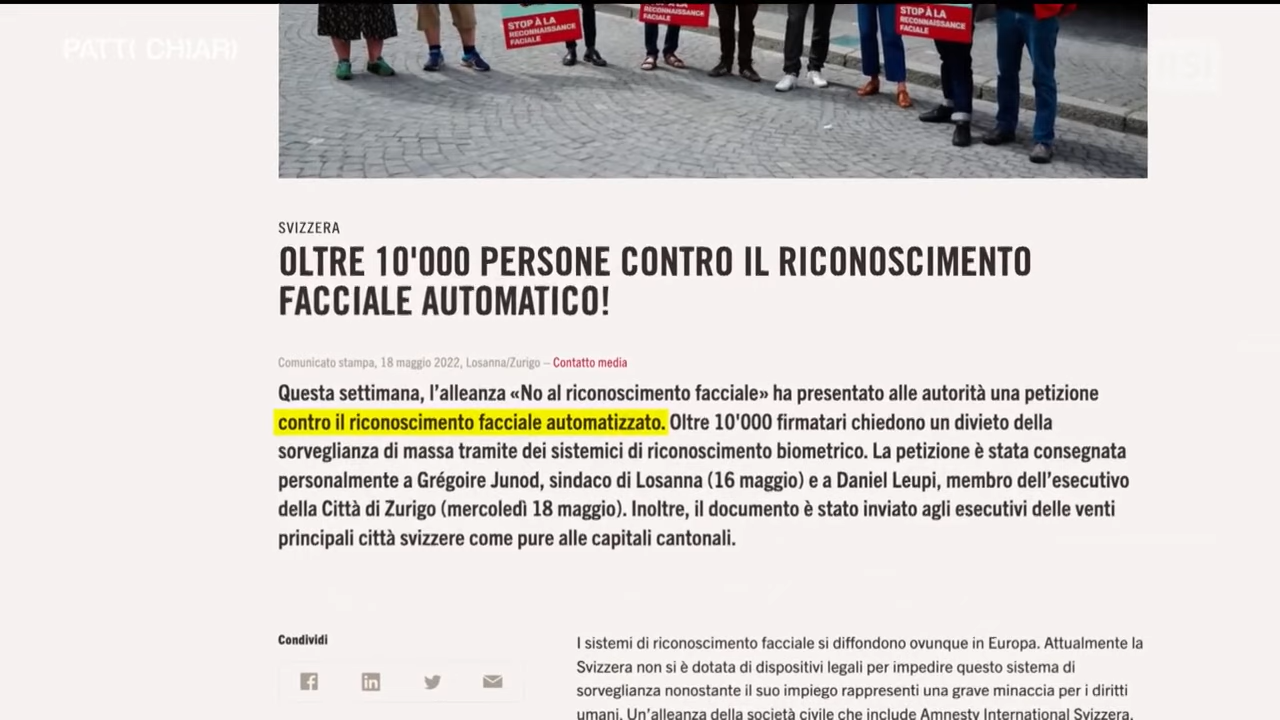 STOP À LA
RECONNAISSANCE
FACIALE
RECONNAISSANCE
FACIALE
STOP À LA
RECONNAISSANCE
FACIALE
PATTI CHIARI
RSI
SVIZZERA
OLTRE 10'000 PERSONE CONTRO IL RICONOSCIMENTO
FACCIALE AUTOMATICO!
Comunicato stampa, 18 maggio 2022, Losanna/Zurigo – Contatto media
Questa settimana, l’alleanza «No al riconoscimento facciale» ha presentato alle autorità una petizione
contro il riconoscimento facciale automatizzato. Oltre 10'000 firmatari chiedono un divieto della
sorveglianza di massa tramite dei sistemici di riconoscimento biometrico. La petizione è stata consegnata
personalmente a Grégoire Junod, sindaco di Losanna (16 maggio) e a Daniel Leupi, membro dell’esecutivo
della Città di Zurigo (mercoledì 18 maggio). Inoltre, il documento è stato inviato agli esecutivi delle venti
principali città svizzere come pure alle capitali cantonali.
Condividi
I sistemi di riconoscimento facciale si diffondono ovunque in Europa. Attualmente la
Svizzera non si è dotata di dispositivi legali per impedire questo sistema di
sorveglianza nonostante il suo impiego rappresenti una grave minaccia per i diritti
umani. Un’alleanza della società civile che include Amnesty International Svizzera,